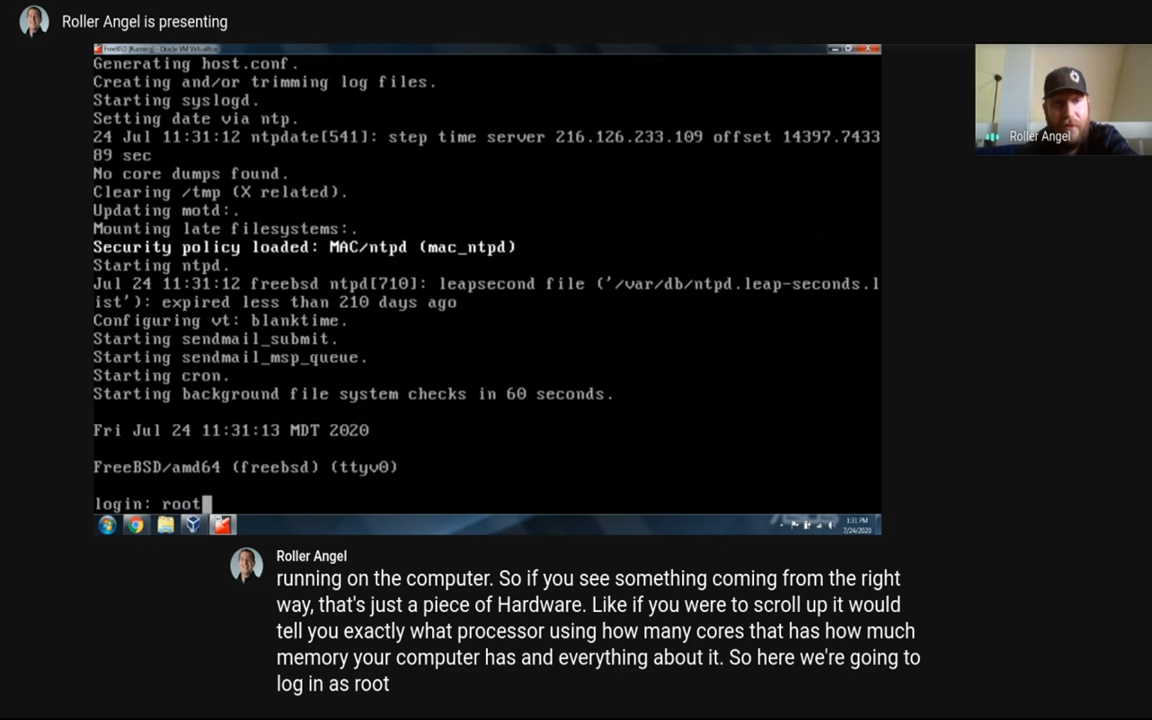 Roller Angel is presenting
FreeBSD [Running] - Oracle VM VirtualBox
Generating host.conf.
Creating and/or trimming log files.
Starting syslogd.
Setting date via ntp.
24 Jul 11:31:12 ntpdate[541]: step time server 216.126.233.109 offset 14397.7433
89 sec
No core dumps found.
Clearing /tmp (X related).
Updating motd:.
Mounting late filesystems:.
Security policy loaded: MAC/ntpd (mac_ntpd)
Starting ntpd.
Jul 24 11:31:12 freebsd ntpd[710]: leapsecond file ('/var/db/ntpd.leap-seconds.l
ist'): expired less than 210 days ago
Configuring vt: blanktime.
Starting sendmail_submit.
Starting sendmail_msp_queue.
Starting cron.
Starting background file system checks in 60 seconds.
Fri Jul 24 11:31:13 MDT 2020
FreeBSD/amd64 (freebsd) (ttyv0)
login: root
1:31 PM
7/24/2020
Roller Angel
Roller Angel
running on the computer. So if you see something coming from the right
way, that's just a piece of Hardware. Like if you were to scroll up it would
tell you exactly what processor using how many cores that has how much
memory your computer has and everything about it. So here we're going to
log in as root